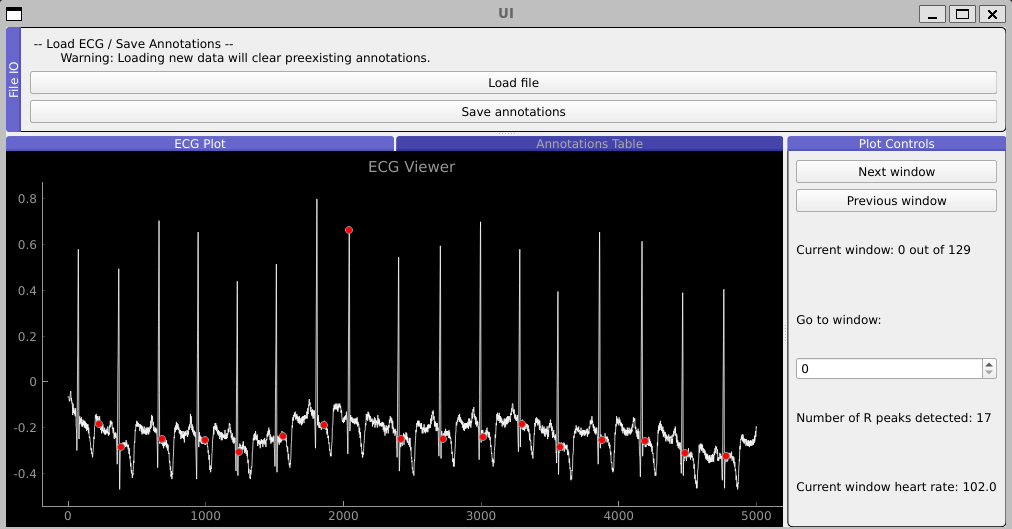 UI
File IO
-- Load ECG / Save Annotations --
Warning: Loading new data will clear preexisting annotations.
Load file
Save annotations
ECG Plot
Annotations Table
Plot Controls
ECG Viewer
0.8
0.6
0.4
0.2
0
-0.2
-0.4
0 1000 2000 3000 4000 5000
Next window
Previous window
Current window: 0 out of 129
Go to window:
0
Number of R peaks detected: 17
Current window heart rate: 102.0